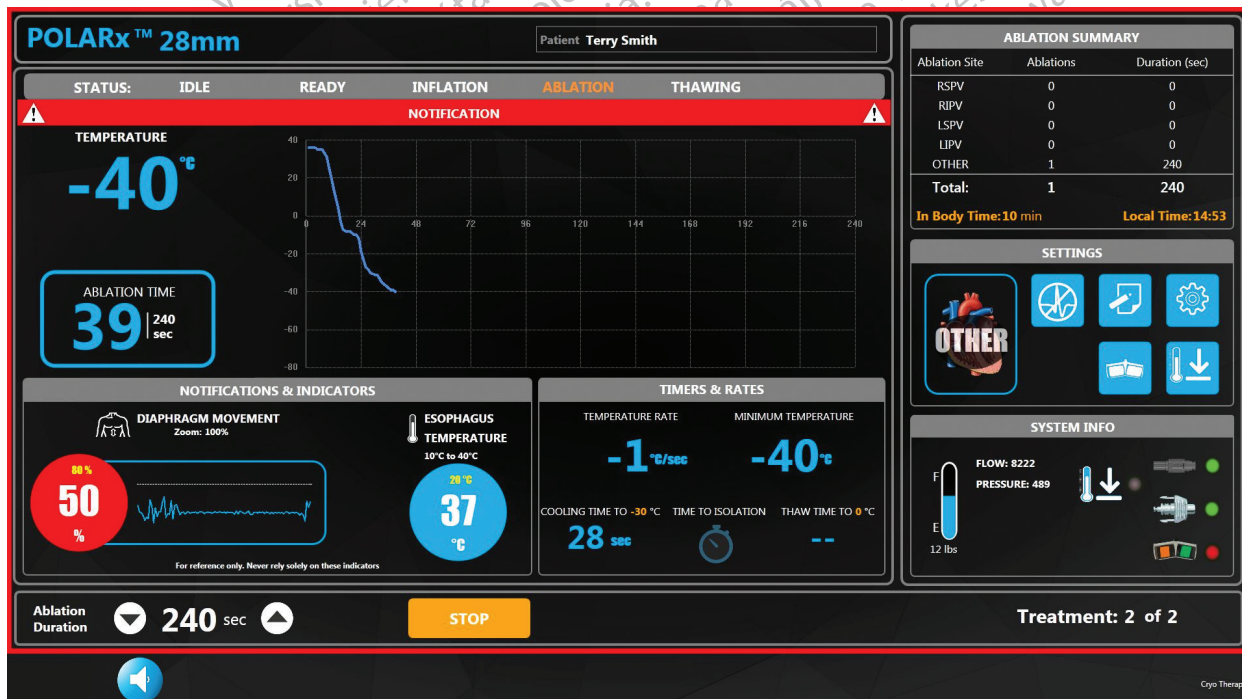 POLARx™ 28mm
Patient Terry Smith
STATUS: IDLE READY INFLATION ABLATION THAWING
NOTIFICATION
TEMPERATURE
-40 °C
ABLATION TIME
39 240 sec
40
20
0
0 24 48 72 96 120 144 168 192 216 240
-20
-40
-60
-80
NOTIFICATIONS & INDICATORS
DIAPHRAGM MOVEMENT
Zoom: 100%
80 %
50
%
ESOPHAGUS
TEMPERATURE
10°C to 40°C
20 °C
37
°C
For reference only. Never rely solely on these indicators
TIMERS & RATES
TEMPERATURE RATE MINIMUM TEMPERATURE
-1 °C/sec -40 °C
COOLING TIME TO -30 °C TIME TO ISOLATION THAW TIME TO 0 °C
28 sec --
Ablation
Duration
240 sec
STOP
Treatment: 2 of 2
ABLATION SUMMARY
Ablation Site Ablations Duration (sec)
RSPV 0 0
RIPV 0 0
LSPV 0 0
LIPV 0 0
OTHER 1 240
Total: 1 240
In Body Time:10 min Local Time:14:53
SETTINGS
OTHER
SYSTEM INFO
F
E
12 lbs
FLOW: 8222
PRESSURE: 489
Cryo Therap